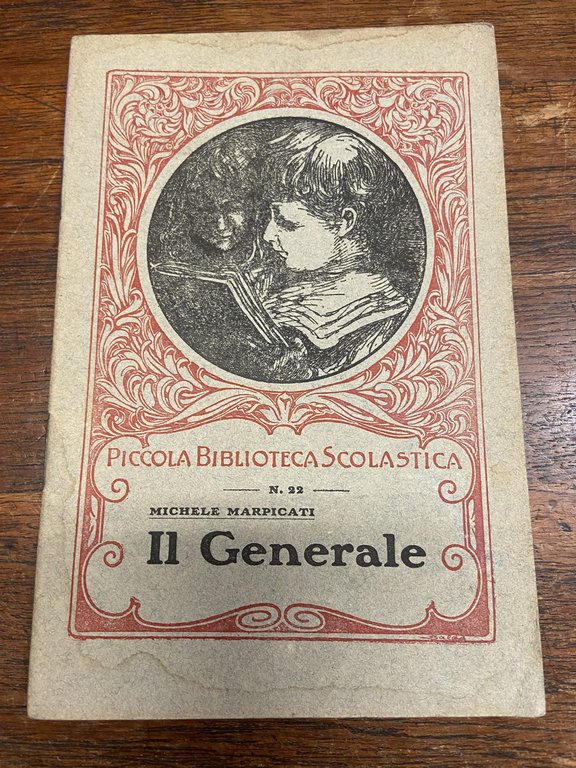 PICCOLA BIBLIOTECA SCOLASTICA
N. 22
MICHELE MARPICATI
Il Generale